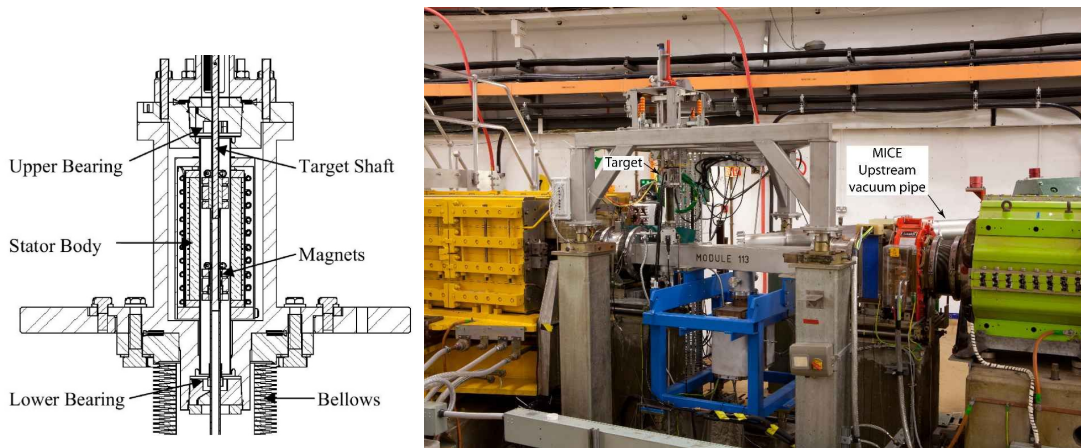 Upper Bearing
Target Shaft
Stator Body
Magnets
Lower Bearing
Bellows
Target
MICE
Upstream
vacuum pipe
MODULE 113